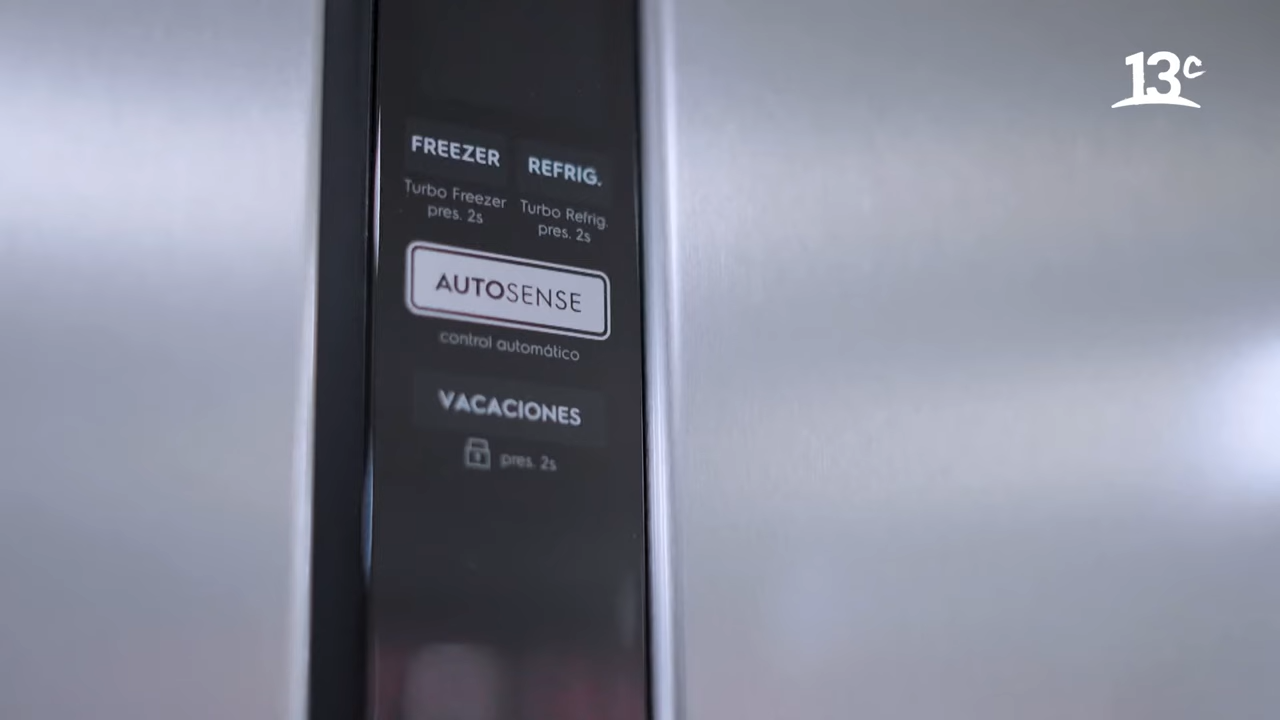 13c
FREEZER
REFRIG.
Turbo Freezer
pres. 2s
Turbo Refrig.
pres. 2s
AUTOSENSE
control automático
VACACIONES
pres. 2s